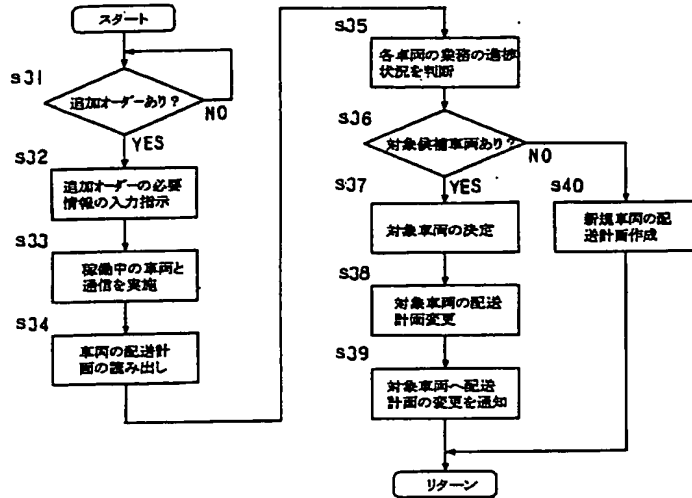 スタート
S31
追加オーダーあり?
NO
YES
S32
追加オーダーの必要
情報の入力指示
S33
稼働中の車両と
通信を実施
S34
車両の配送計
画の読み出し
S35
各車両の業務の進捗
状況を判断
S36
対象候補車両あり?
NO
YES
S37
対象車両の決定
S38
対象車両の配送
計画変更
S39
対象車両へ配送
計画の変更を通知
S40
新規車両の配
送計画作成
リターン